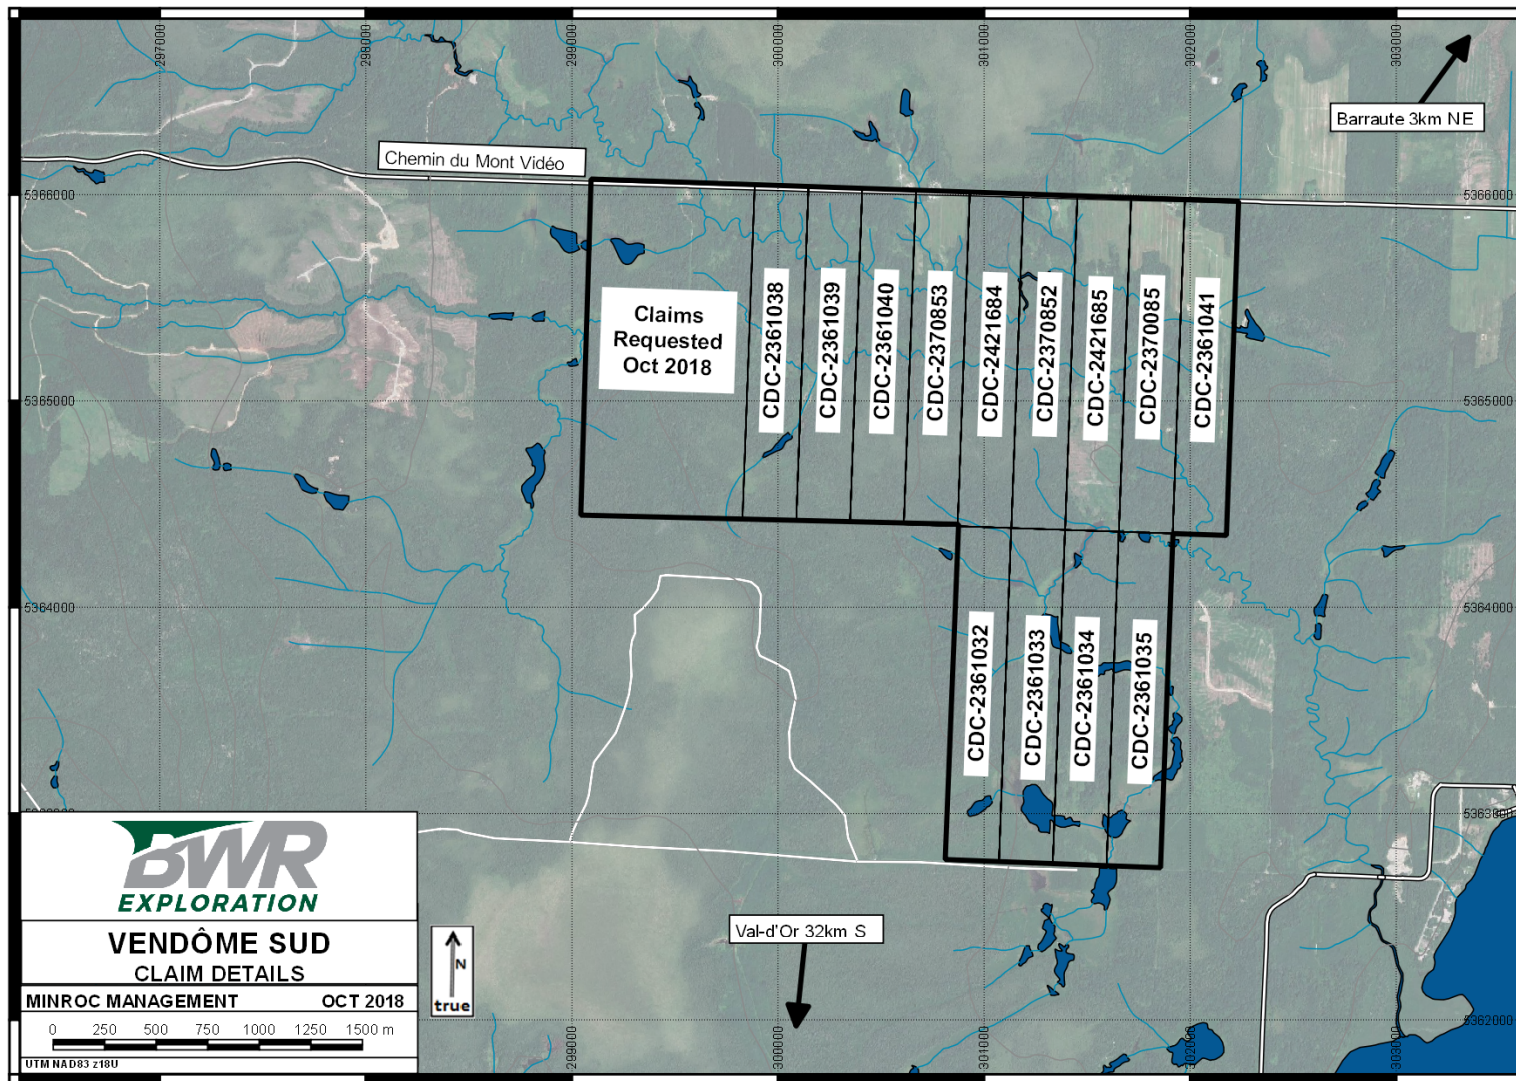 297000
298000
299000
300000
301000
302000
303000
Barraute 3km NE
Chemin du Mont Vidéo
5366000
5366000
Claims
Requested
Oct 2018
CDC-2361038
CDC-2361039
CDC-2361040
CDC-2370853
CDC-2421684
CDC-2370852
CDC-2421685
CDC-2370085
CDC-2361041
5365000
5365000
5364000
5364000
CDC-2361032
CDC-2361033
CDC-2361034
CDC-2361035
5363000
BWR
EXPLORATION
VENDÔME SUD
CLAIM DETAILS
MINROC MANAGEMENT OCT 2018
0 250 500 750 1000 1250 1500 m
UTM NAD83 z18U
N
true
Val-d'Or 32km S
5362000
299000
300000
301000
302000
303000